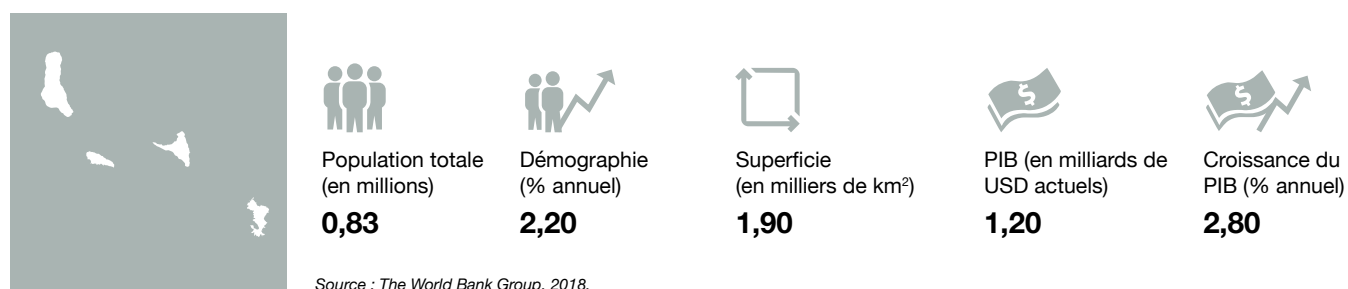 Population totale
(en millions)
0,83
Démographie
(% annuel)
2,20
Superficie
(en milliers de km²)
1,90
PIB (en milliards de
USD actuels)
1,20
Croissance du
PIB (% annuel)
2,80
Source : The World Bank Group, 2018.